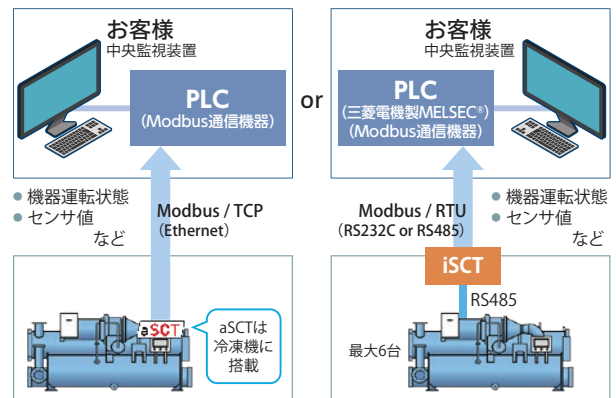 お客様
中央監視装置
PLC
(Modbus通信機器)
● 機器運転状態
● センサ値
など
Modbus / TCP
(Ethernet)
aSCT
aSCTは
冷凍機に
搭載
or
お客様
中央監視装置
PLC
(三菱電機製MELSEC®)
(Modbus通信機器)
Modbus / RTU
(RS232C or RS485)
● 機器運転状態
● センサ値
など
iSCT
RS485
最大6台